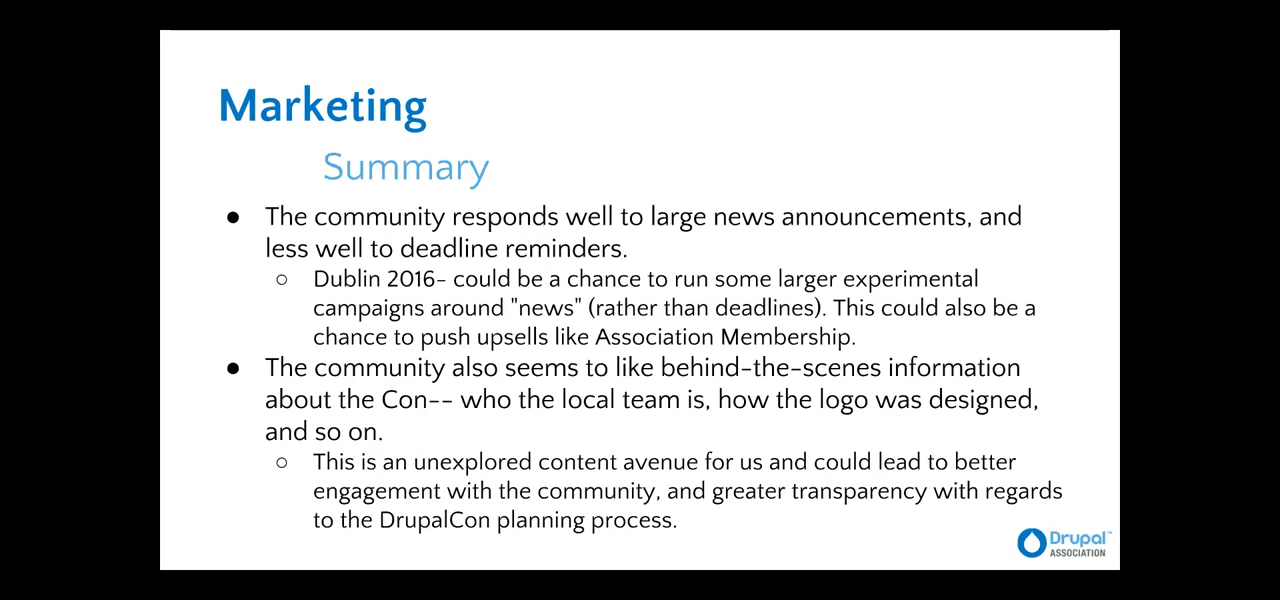 Marketing
Summary
● The community responds well to large news announcements, and
less well to deadline reminders.
○ Dublin 2016- could be a chance to run some larger experimental
campaigns around "news" (rather than deadlines). This could also be a
chance to push upsells like Association Membership.
● The community also seems to like behind-the-scenes information
about the Con-- who the local team is, how the logo was designed,
and so on.
○ This is an unexplored content avenue for us and could lead to better
engagement with the community, and greater transparency with regards
to the DrupalCon planning process.
Drupal™
ASSOCIATION